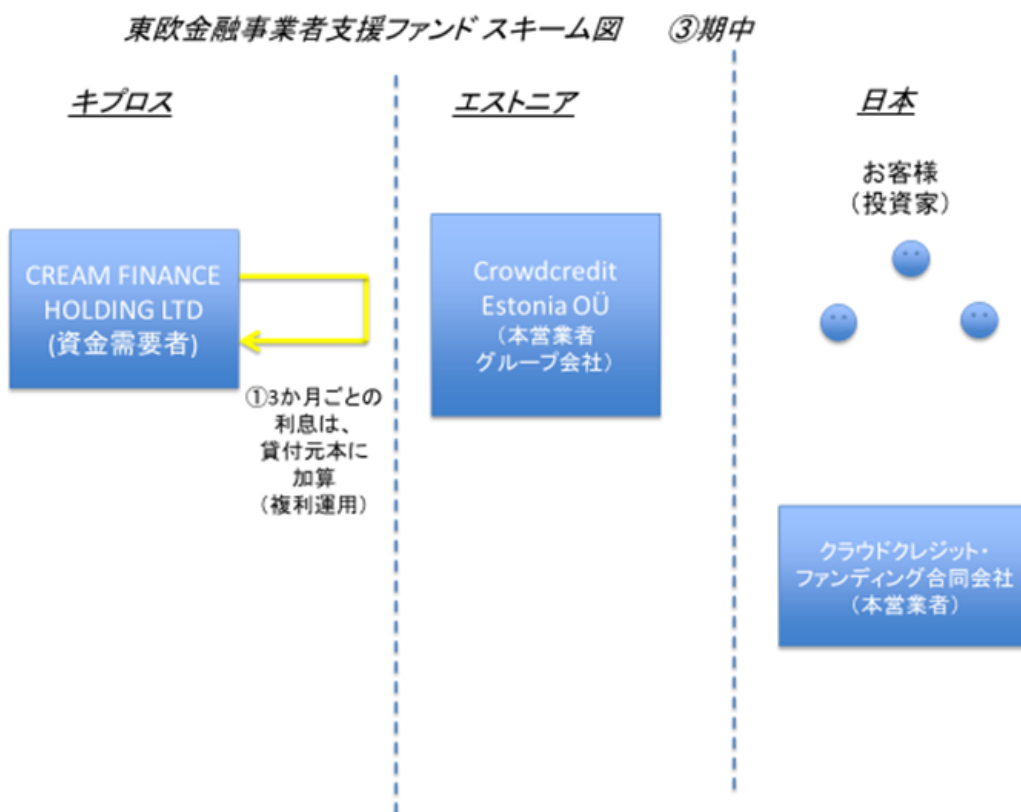 東欧金融事業者支援ファンド スキーム図　③期中
キプロス
エストニア
日本
お客様
（投資家）
CREAM FINANCE
HOLDING LTD
(資金需要者)
Crowdcredit
Estonia OÜ
（本営業者
グループ会社）
①3か月ごとの
利息は、
貸付元本に
加算
（複利運用）
クラウドクレジット・
ファンディング合同会社
（本営業者）